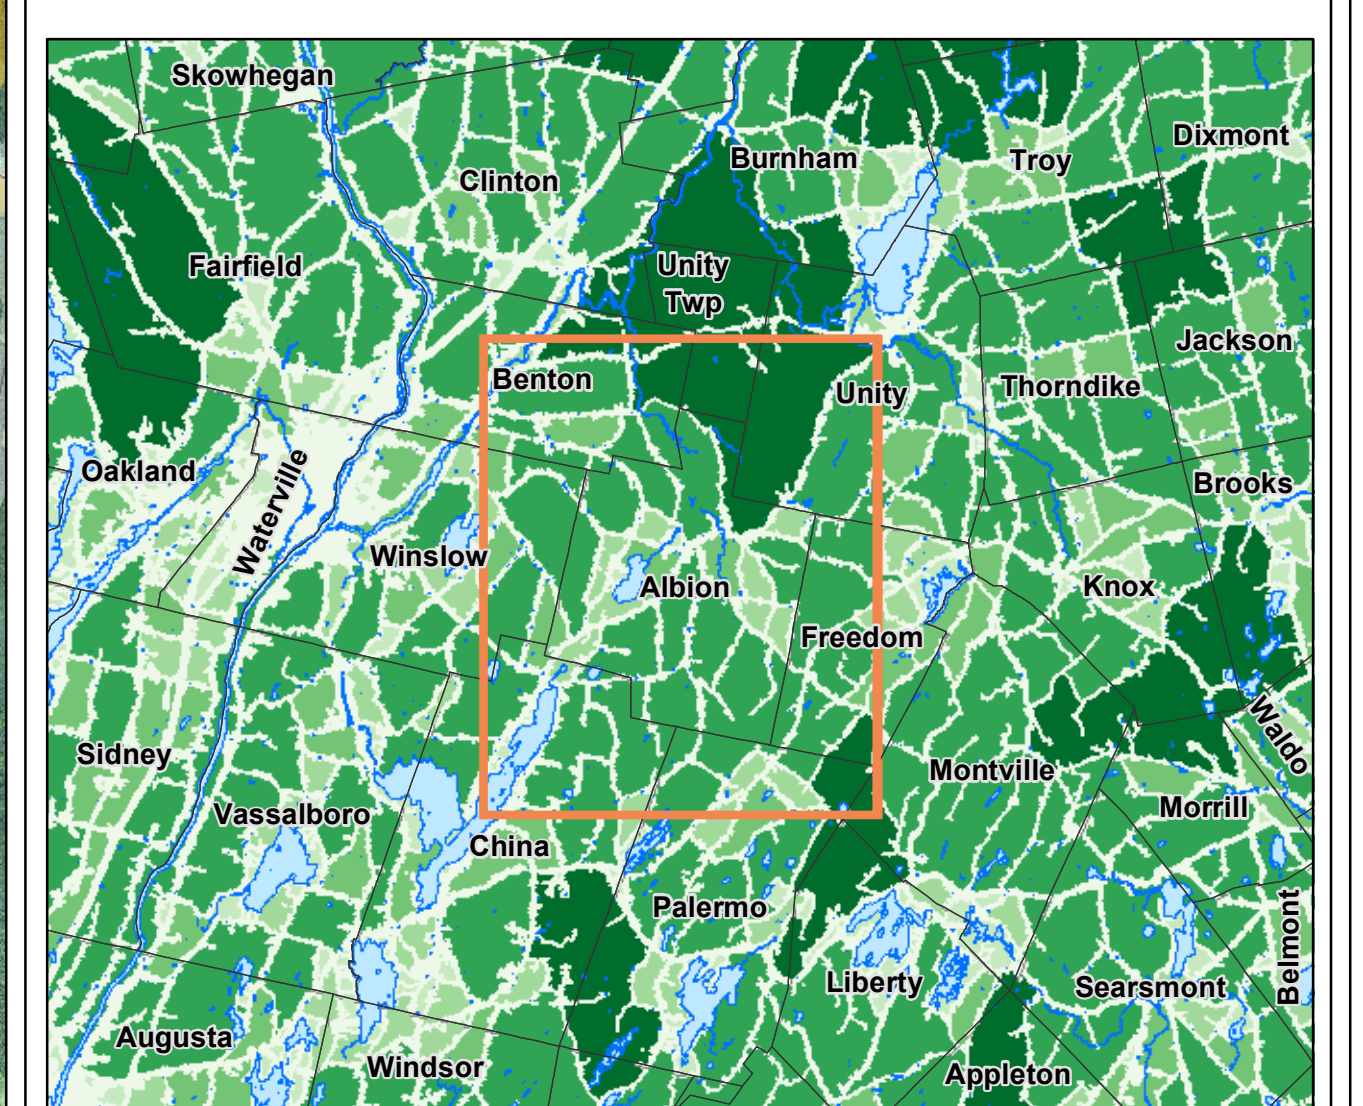 Skowhegan
Dixmont
Burnham
Troy
Clinton
Fairfield
Unity
Twp
Jackson
Benton
Unity
Thorndike
Oakland
Brooks
Waterville
Winslow
Albion
Knox
Freedom
Sidney
Waldo
Montville
Vassalboro
Morrill
China
Palermo
Belmont
Liberty
Searsmont
Augusta
Windsor
Appleton